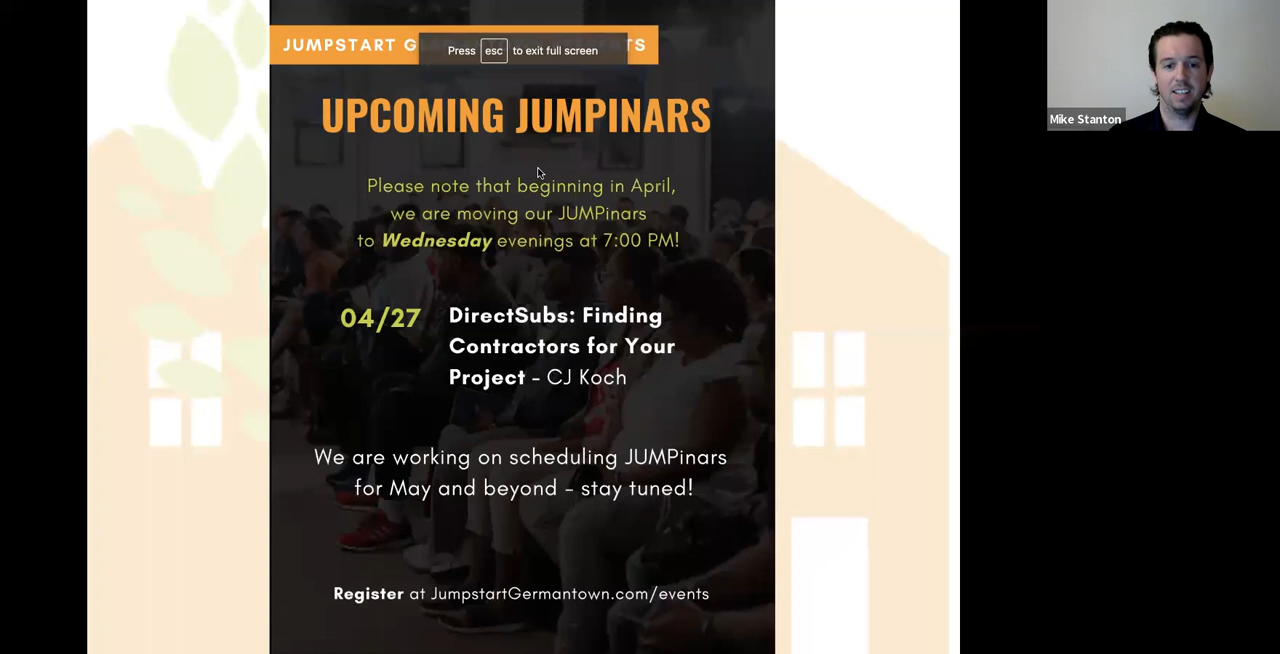 JUMPSTART G TS
Press esc to exit full screen
UPCOMING JUMPINARS
Please note that beginning in April,
we are moving our JUMPinars
to Wednesday evenings at 7:00 PM!
04/27 DirectSubs: Finding
Contractors for Your
Project - CJ Koch
We are working on scheduling JUMPinars
for May and beyond - stay tuned!
Register at JumpstartGermantown.com/events
Mike Stanton